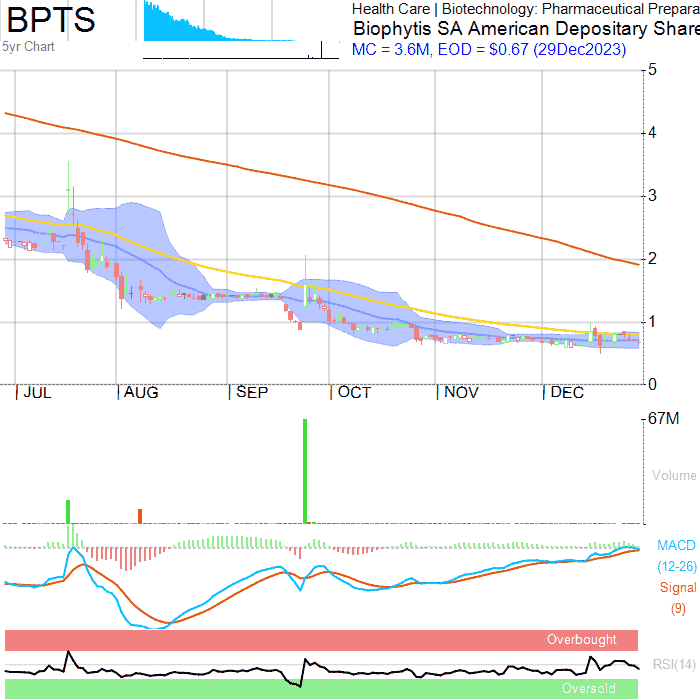 BPTS
5yr Chart
Health Care | Biotechnology: Pharmaceutical Prepara
Biophytis SA American Depositary Share
MC = 3.6M, EOD = $0.67 (29Dec2023)
5
4
3
2
1
0
JUL AUG SEP OCT NOV DEC
67M
Volume
MACD
(12-26)
Signal
(9)
Overbought
RSI(14)
Oversold